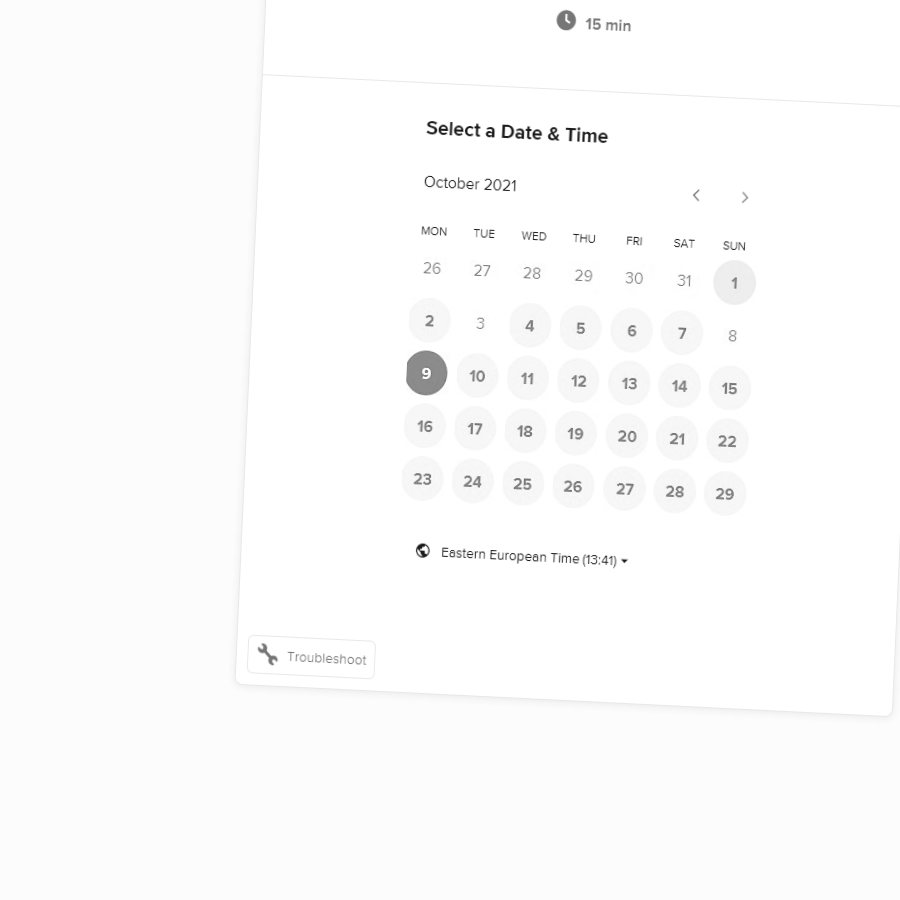 15 min
Select a Date & Time
October 2021
MON TUE WED THU FRI SAT SUN
26 27 28 29 30 31 1
2 3 4 5 6 7 8
9 10 11 12 13 14 15
16 17 18 19 20 21 22
23 24 25 26 27 28 29
Eastern European Time (13:41)
Troubleshoot